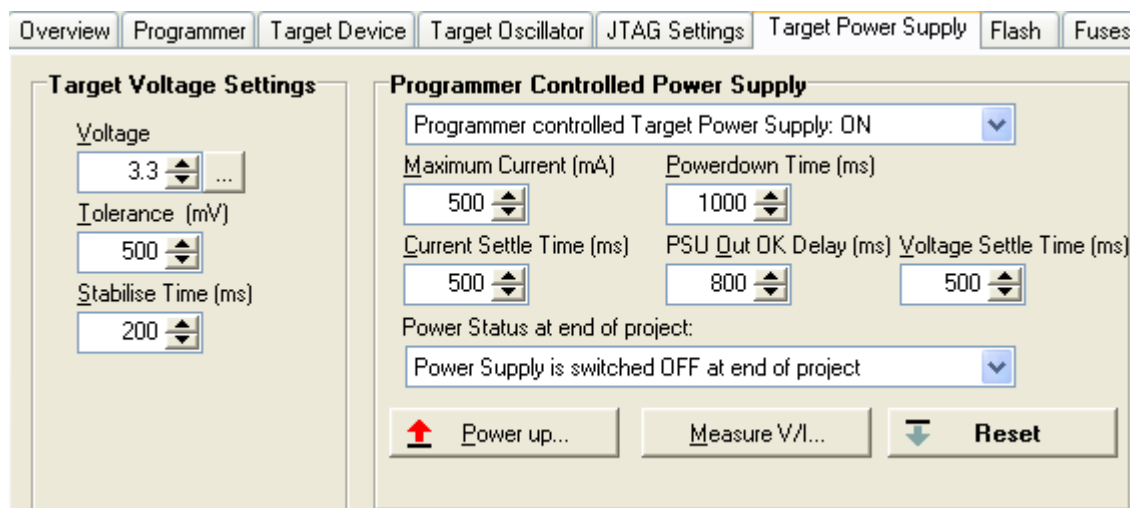 Overview Programmer Target Device Target Oscillator JTAG Settings Target Power Supply Flash Fuses
Target Voltage Settings
Voltage
3.3 ...
Tolerance (mV)
500
Stabilise Time (ms)
200
Programmer Controlled Power Supply
Programmer controlled Target Power Supply: ON
Maximum Current (mA) Powerdown Time (ms)
500 1000
Current Settle Time (ms) PSU Out OK Delay (ms) Voltage Settle Time (ms)
500 800 500
Power Status at end of project:
Power Supply is switched OFF at end of project
Power up... Measure V/I... Reset